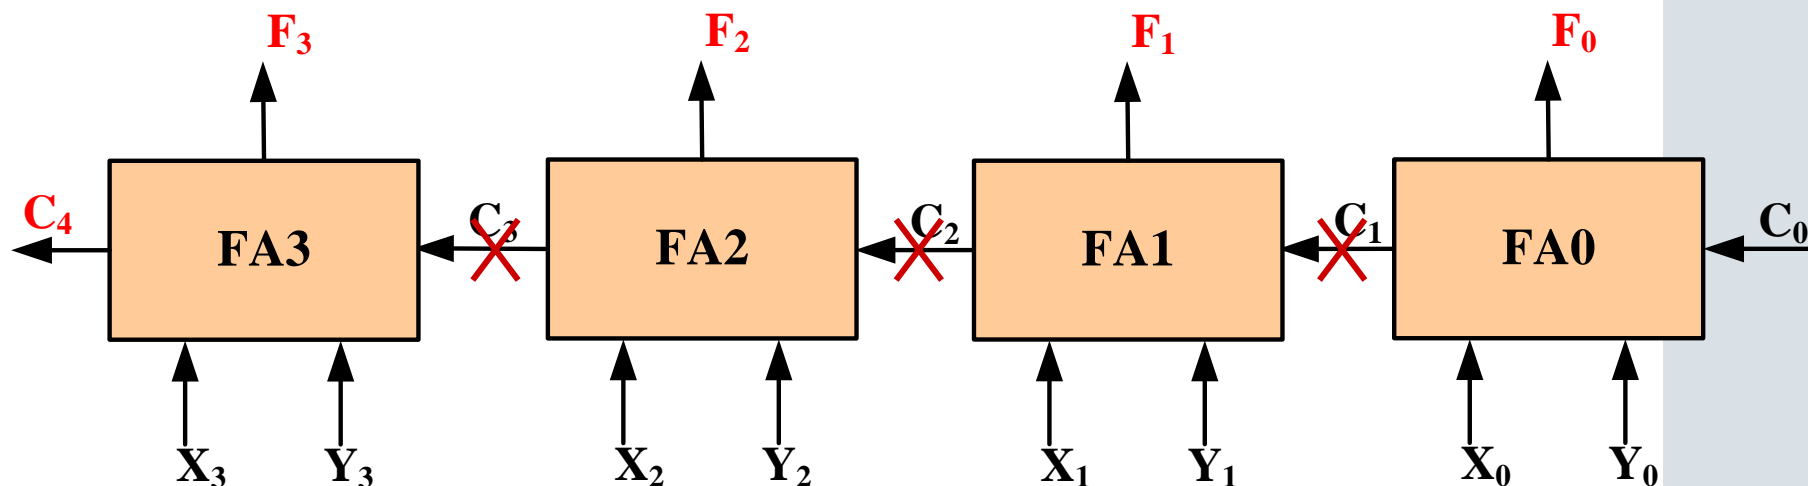 F₃ F₂ F₁ F₀
C₄ FA3 C₃ FA2 C₂ FA1 C₁ FA0 C₀
X₃ Y₃ X₂ Y₂ X₁ Y₁ X₀ Y₀